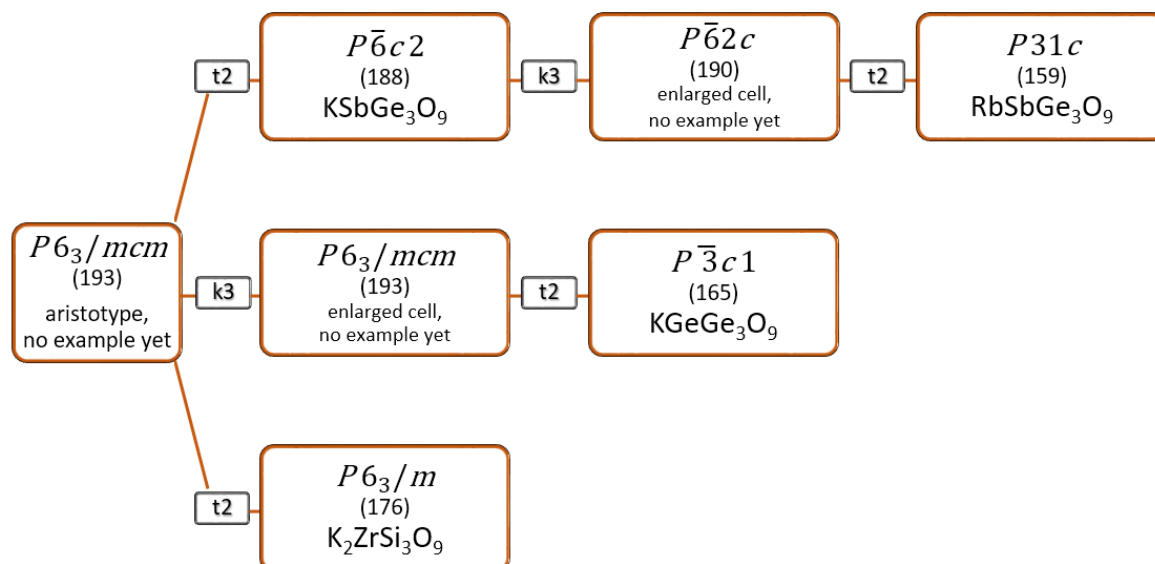 P6̅c2
(188)
KSbGe₃O₉
t2
k3
P6̅2c
(190)
enlarged cell,
no example yet
t2
P31c
(159)
RbSbGe₃O₉
P6₃/mcm
(193)
aristotype,
no example yet
k3
P6₃/mcm
(193)
enlarged cell,
no example yet
t2
P3̅c1
(165)
KGeGe₃O₉
t2
P6₃/m
(176)
K₂ZrSi₃O₉